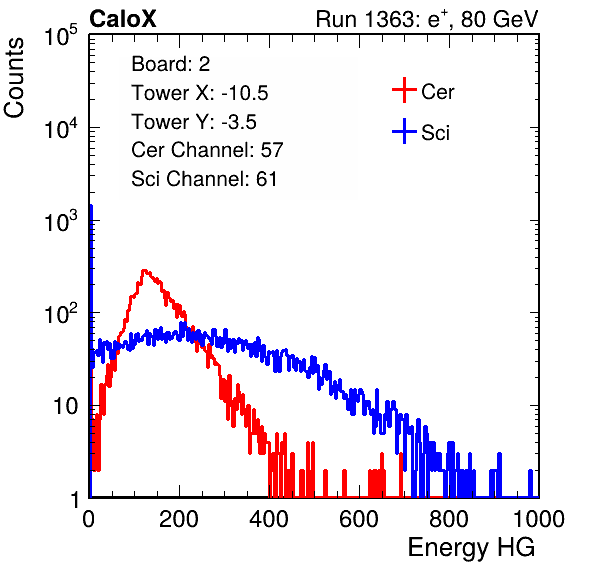 CaloX Run 1363: e⁺, 80 GeV
Counts
10⁵
10⁴
10³
10²
10
1
Board: 2
Tower X: -10.5
Tower Y: -3.5
Cer Channel: 57
Sci Channel: 61
Cer
Sci
0 200 400 600 800 1000
Energy HG